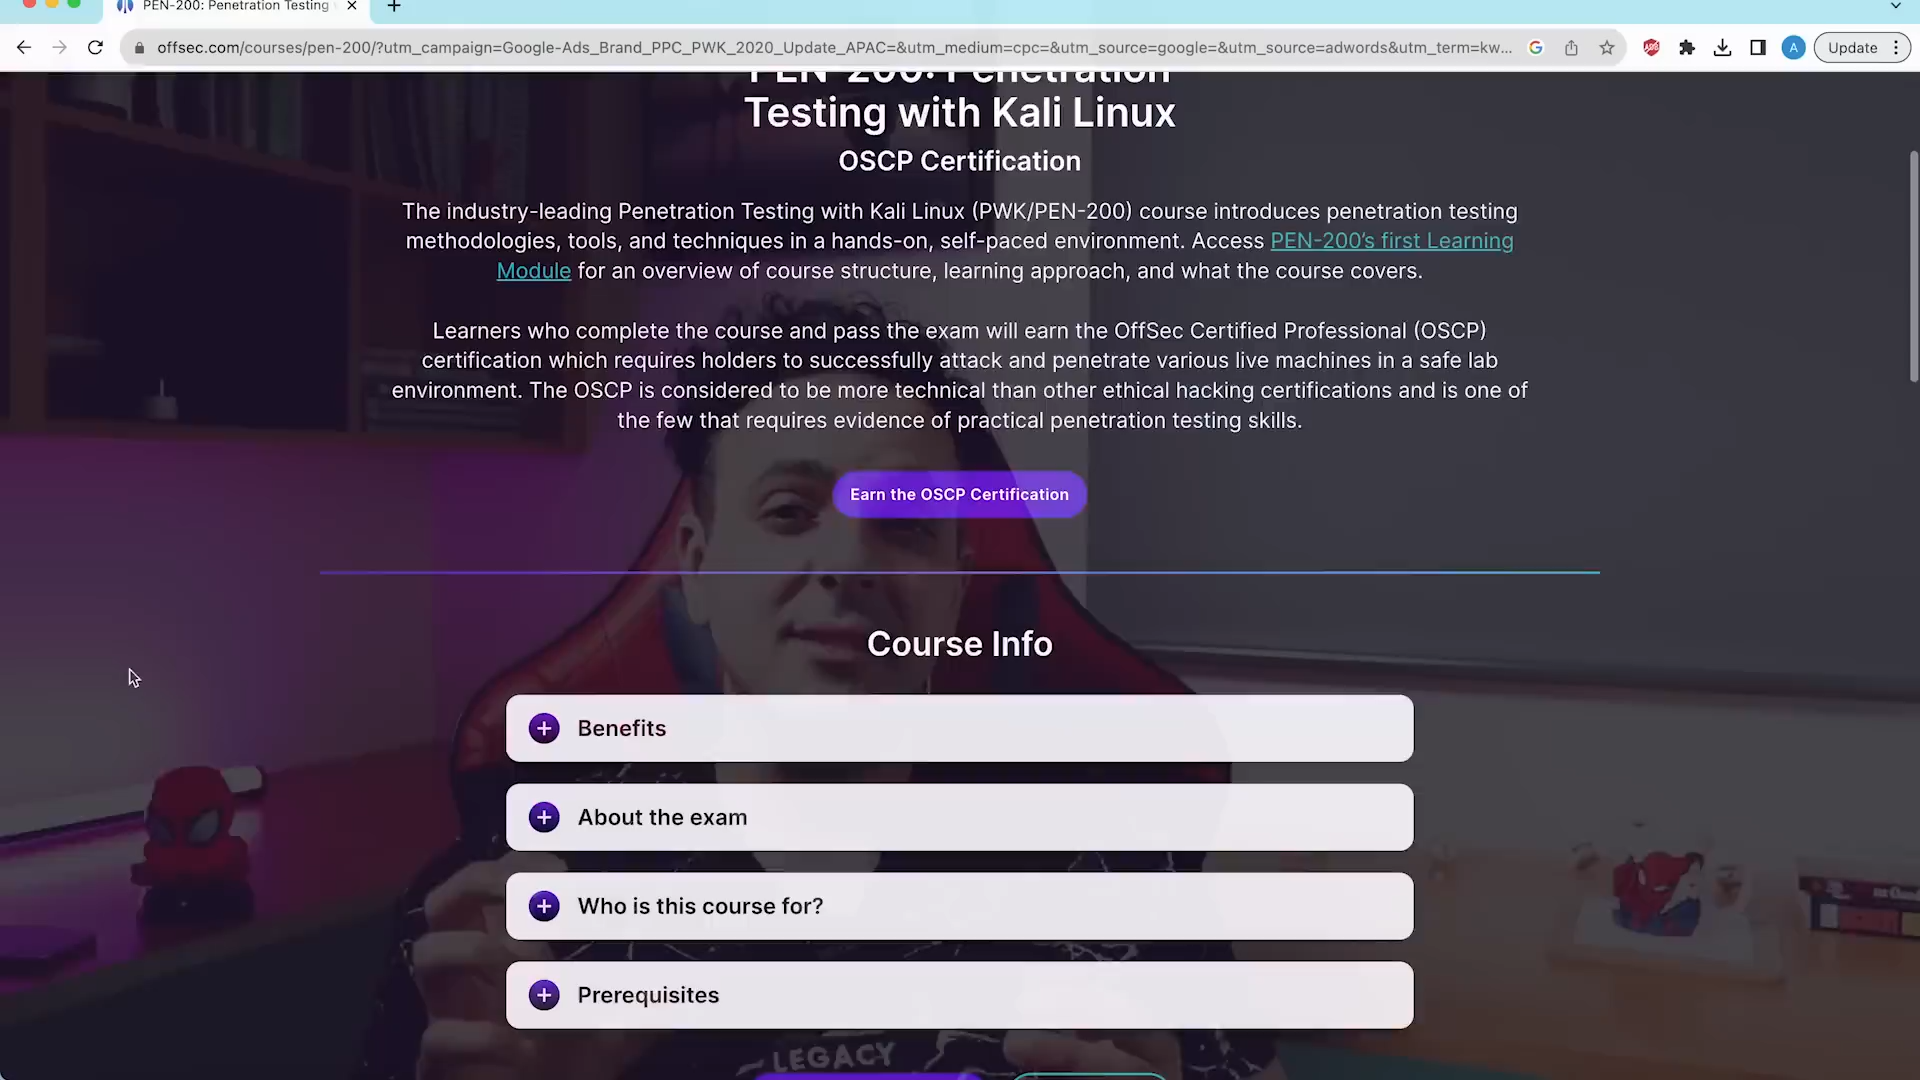 PEN-200: Penetration Testing
offsec.com/courses/pen-200/?utm_campaign=Google-Ads_Brand_PPC_PWK_2020_Update_APAC=&utm_medium=cpc=&utm_source=google=&utm_source=adwords&utm_term=kw...
A
Update
PEN-200: Penetration
Testing with Kali Linux
OSCP Certification
The industry-leading Penetration Testing with Kali Linux (PWK/PEN-200) course introduces penetration testing
methodologies, tools, and techniques in a hands-on, self-paced environment. Access PEN-200's first Learning
Module for an overview of course structure, learning approach, and what the course covers.
Learners who complete the course and pass the exam will earn the OffSec Certified Professional (OSCP)
certification which requires holders to successfully attack and penetrate various live machines in a safe lab
environment. The OSCP is considered to be more technical than other ethical hacking certifications and is one of
the few that requires evidence of practical penetration testing skills.
Earn the OSCP Certification
Course Info
Benefits
About the exam
Who is this course for?
Prerequisites
LEGACY